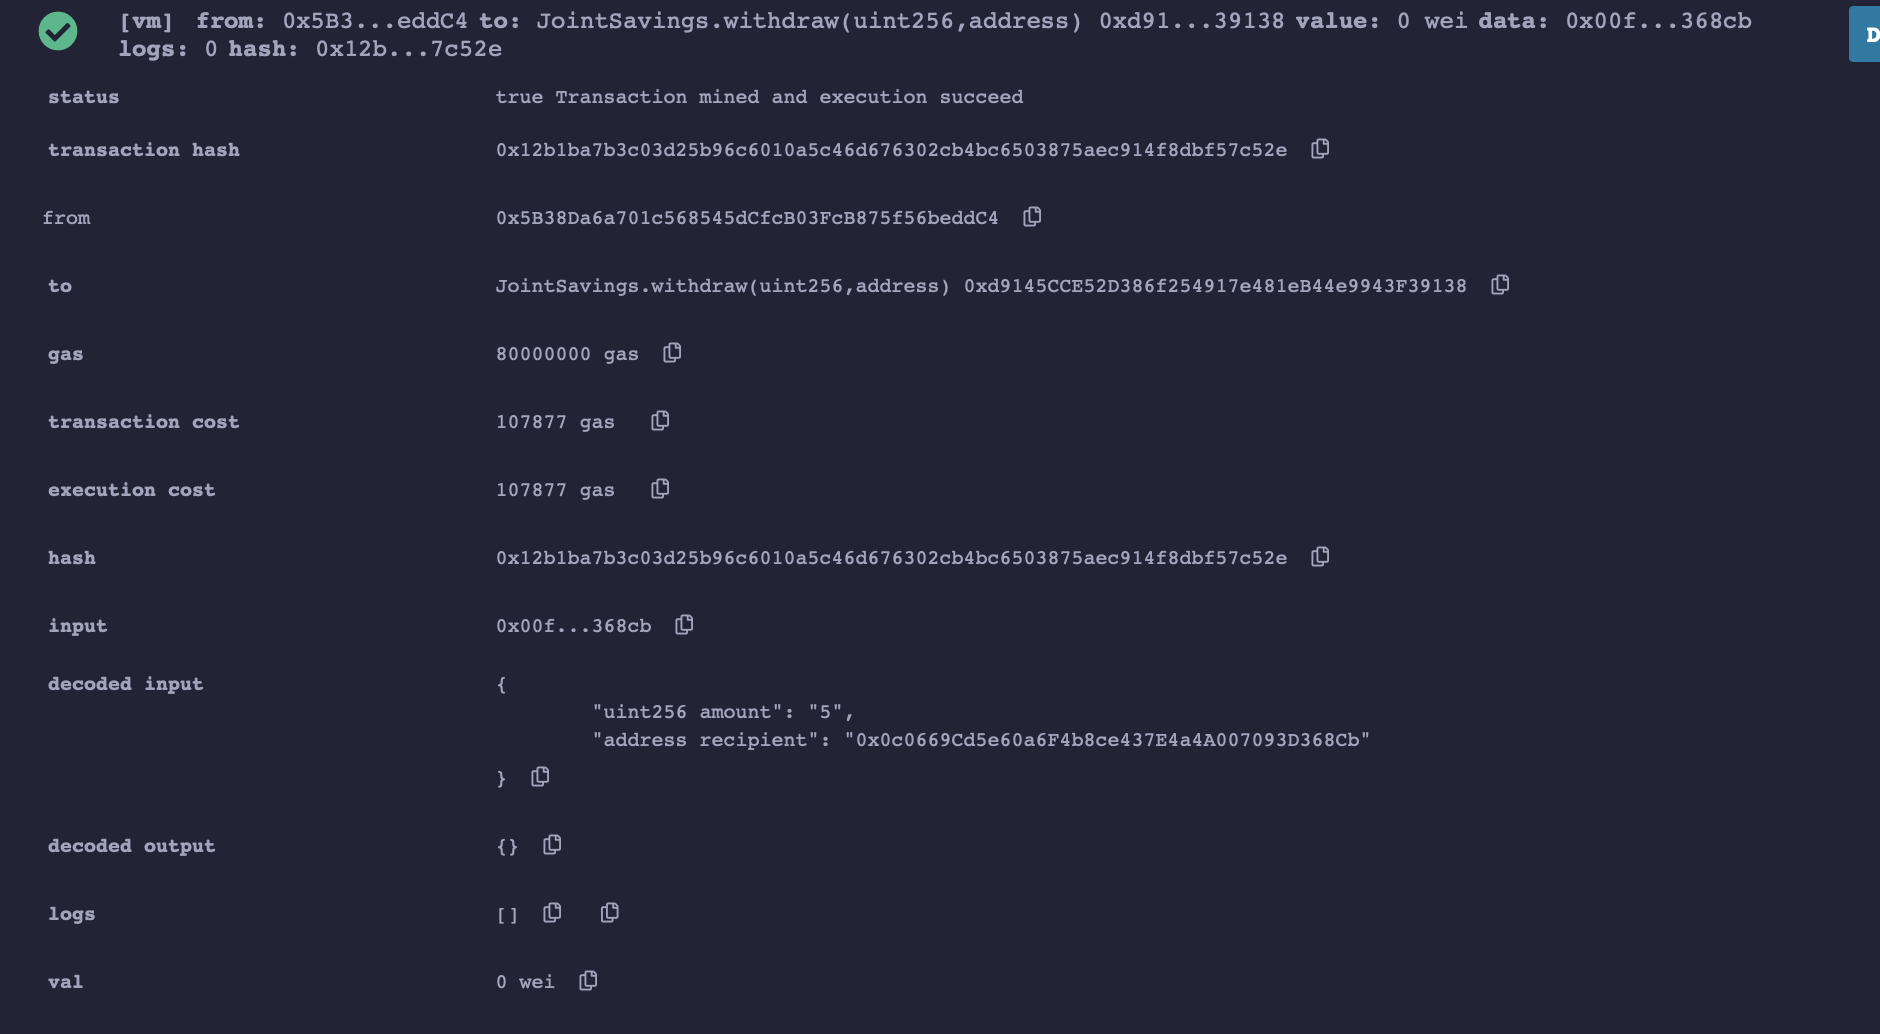 [vm] from: 0x5B3...eddC4 to: JointSavings.withdraw(uint256,address) 0xd91...39138 value: 0 wei data: 0x00f...368cb
logs: 0 hash: 0x12b...7c52e
D
status true Transaction mined and execution succeed
transaction hash 0x12b1ba7b3c03d25b96c6010a5c46d676302cb4bc6503875aec914f8dbf57c52e
from 0x5B38Da6a701c568545dCfcB03FcB875f56beddC4
to JointSavings.withdraw(uint256,address) 0xd9145CCE52D386f254917e481eB44e9943F39138
gas 80000000 gas
transaction cost 107877 gas
execution cost 107877 gas
hash 0x12b1ba7b3c03d25b96c6010a5c46d676302cb4bc6503875aec914f8dbf57c52e
input 0x00f...368cb
decoded input {
"uint256 amount": "5",
"address recipient": "0x0c0669Cd5e60a6F4b8ce437E4a4A007093D368Cb"
}
decoded output {}
logs []
val 0 wei